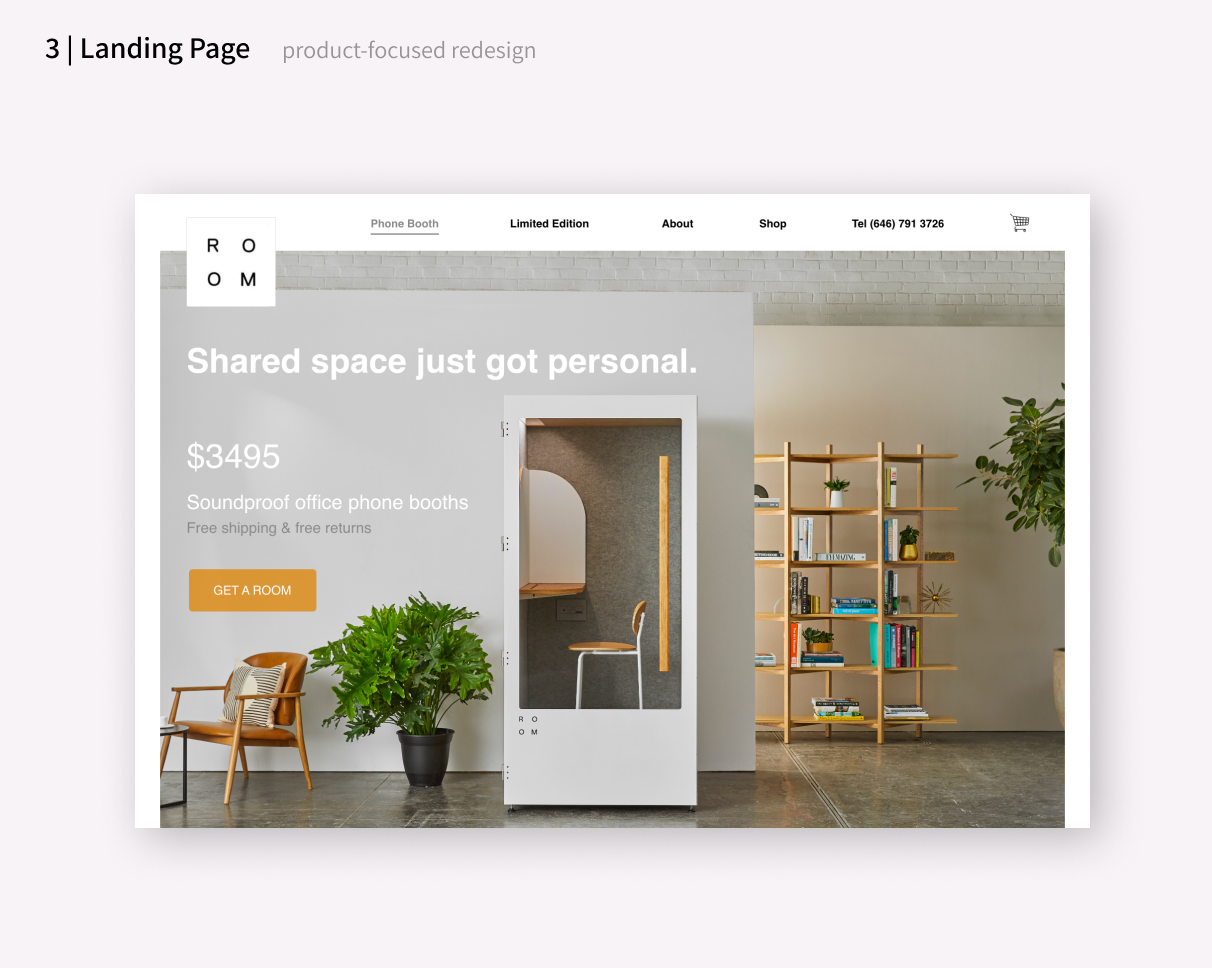 3 | Landing Page product-focused redesign
Phone Booth Limited Edition About Shop Tel (646) 791 3726
R O
O M
Shared space just got personal.
$3495
Soundproof office phone booths
Free shipping & free returns
GET A ROOM
R O
O M